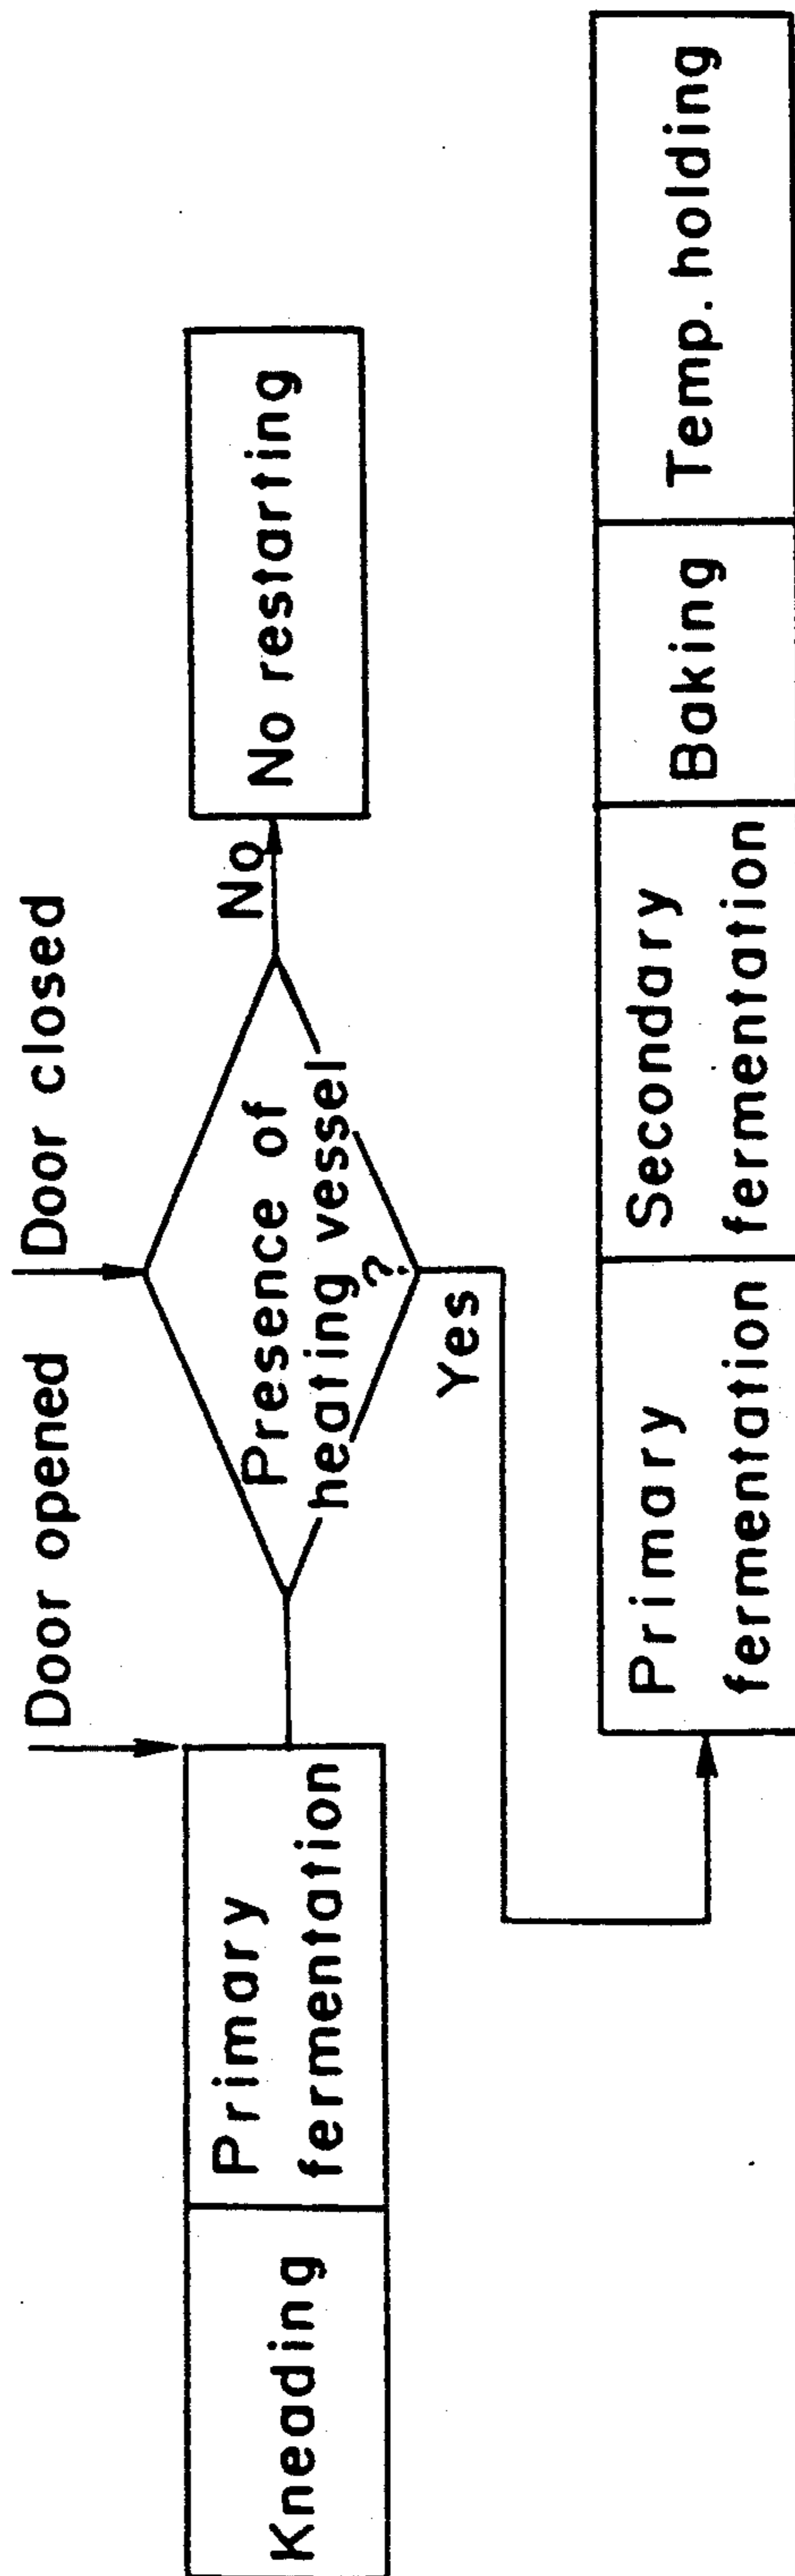 Door opened
Door closed
Kneading
Primary
fermentation
Presence of
heating vessel
?
No
No restarting
Yes
Primary
fermentation
Secondary
fermentation
Baking
Temp. holding